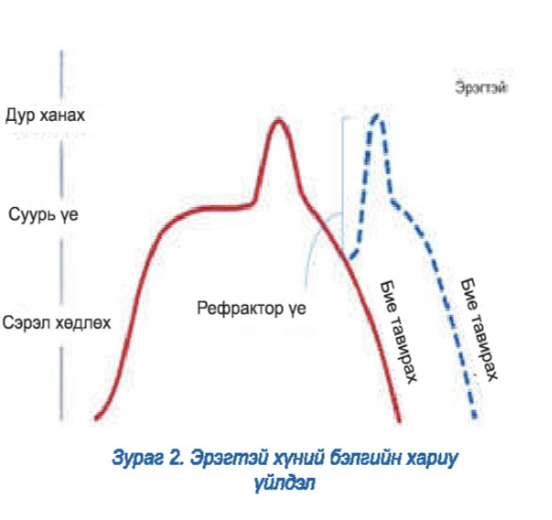 Эрэгтэй
Дур ханах
Суурь үе
Сэрэл хөдлөх
Рефрактор үе
Бие тавирах
Бие тавирах
Зураг 2. Эрэгтэй хүний бэлгийн хариу
үйлдэл